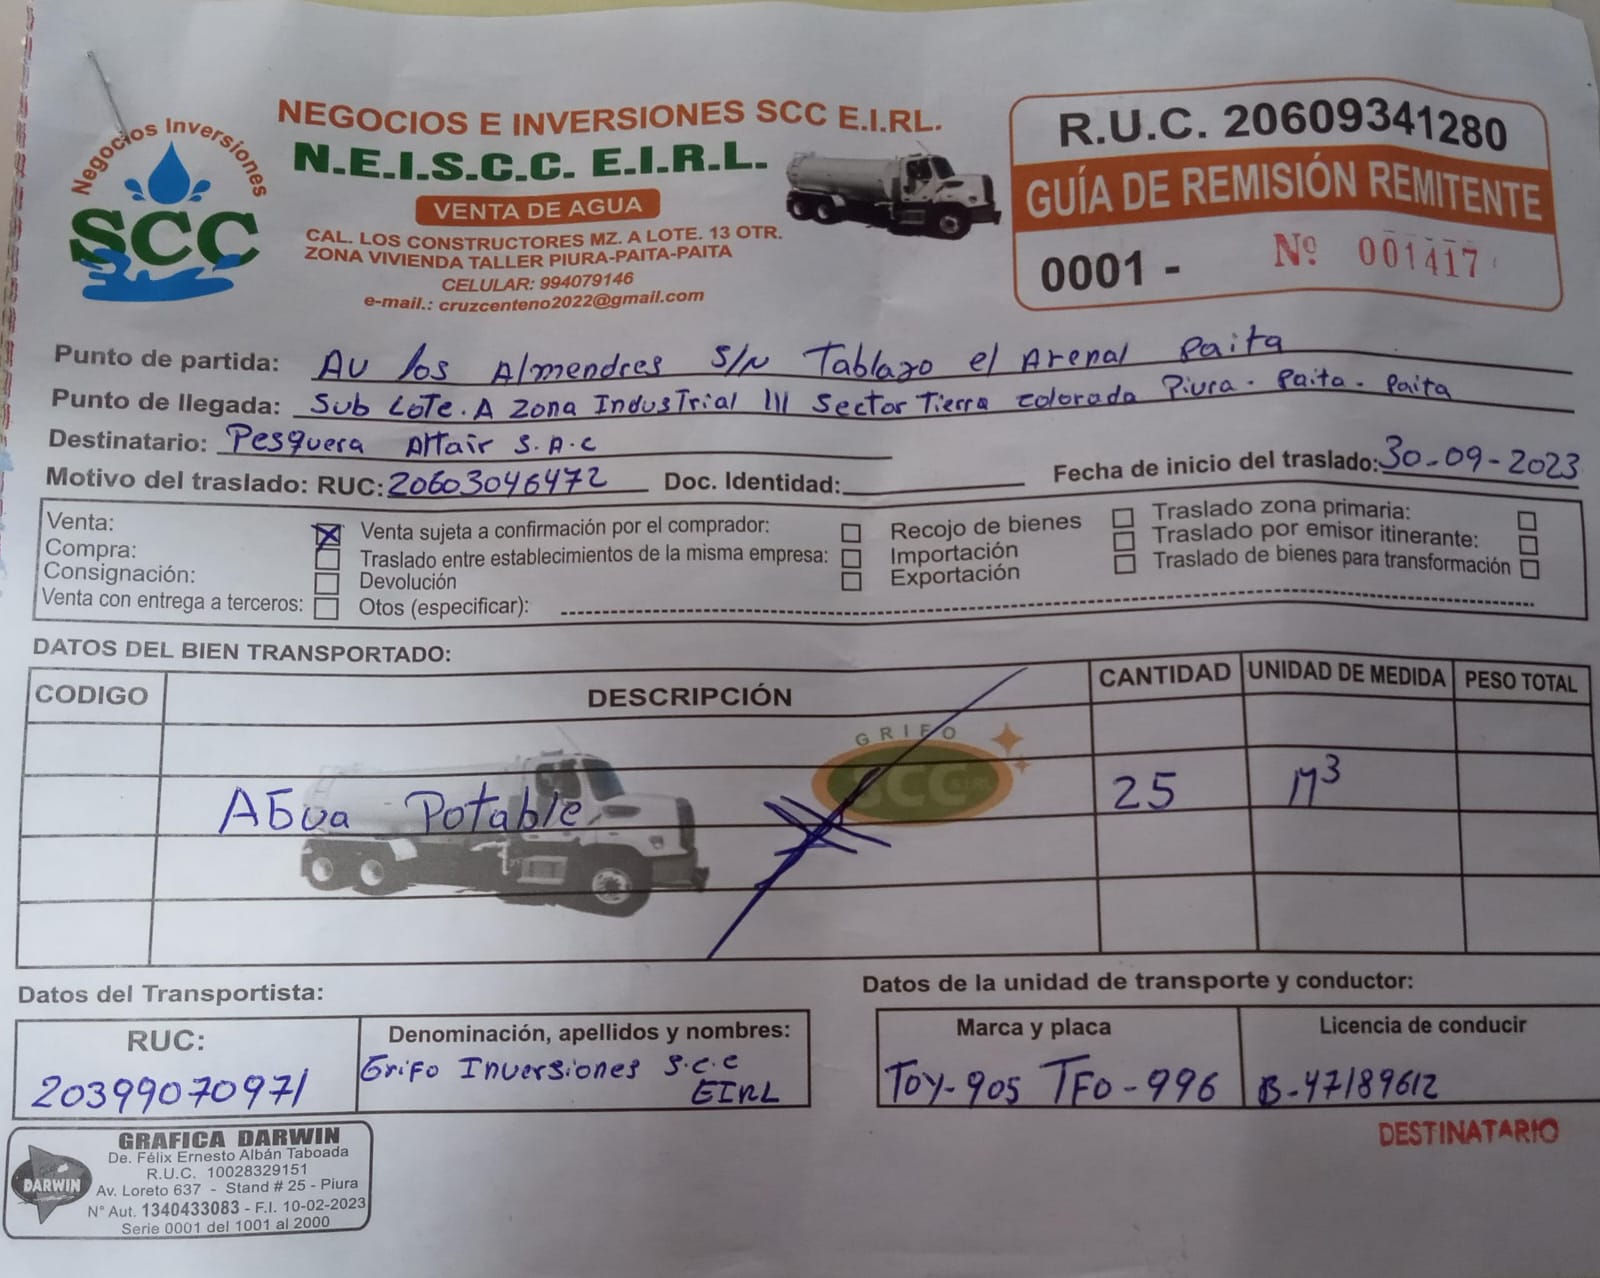 Negocios Inversiones
SCC
NEGOCIOS E INVERSIONES SCC E.I.RL.
N.E.I.S.C.C. E.I.R.L.
VENTA DE AGUA
CAL. LOS CONSTRUCTORES MZ. A LOTE. 13 OTR.
ZONA VIVIENDA TALLER PIURA-PAITA-PAITA
CELULAR: 994079146
e-mail.: cruzcenteno2022@gmail.com
R.U.C. 20609341280
GUÍA DE REMISIÓN REMITENTE
0001 - Nº 001417
Punto de partida: Av los Almendres S/N Tablazo el Arenal Paita
Punto de llegada: Sub Lote. A Zona Industrial III Sector Tierra Colorada Piura - Paita - Paita
Destinatario: Pesquera Altair S.A.C
Motivo del traslado: RUC: 20603046472 Doc. Identidad: Fecha de inicio del traslado: 30-09-2023
Venta: X Venta sujeta a confirmación por el comprador: Recojo de bienes Traslado zona primaria:
Compra: Traslado entre establecimientos de la misma empresa: Importación Traslado por emisor itinerante:
Consignación: Devolución Exportación Traslado de bienes para transformación
Venta con entrega a terceros: Otos (especificar):
DATOS DEL BIEN TRANSPORTADO:
CODIGO DESCRIPCIÓN CANTIDAD UNIDAD DE MEDIDA PESO TOTAL
GRIFO
SCC E.I.R.L
Agua Potable 25 M³
Datos del Transportista: Datos de la unidad de transporte y conductor:
RUC: Denominación, apellidos y nombres: Marca y placa Licencia de conducir
20399070971 Grifo Inversiones S.C.C TOY-905 TFO-996 B-47189612
EIRL
DESTINATARIO
DARWIN
GRAFICA DARWIN
De. Félix Ernesto Albán Taboada
R.U.C. 10028329151
Av. Loreto 637 - Stand # 25 - Piura
N° Aut. 1340433083 - F.I. 10-02-2023
Serie 0001 del 1001 al 2000